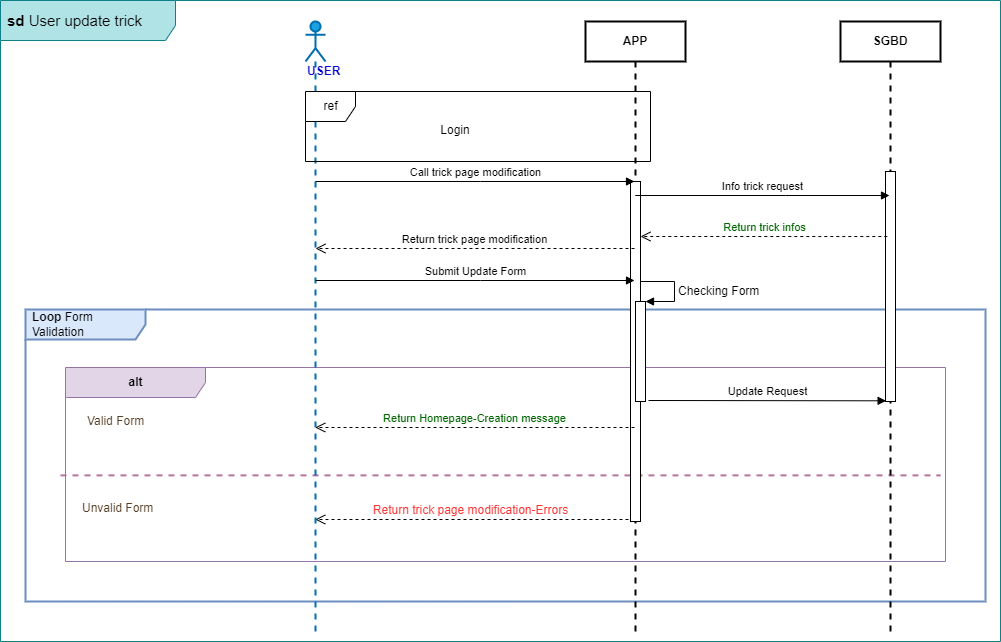 sd User update trick
USER
APP
SGBD
ref
Login
Call trick page modification
Info trick request
Return trick infos
Return trick page modification
Submit Update Form
Checking Form
Loop Form
Validation
alt
Update Request
Valid Form
Return Homepage-Creation message
Unvalid Form
Return trick page modification-Errors